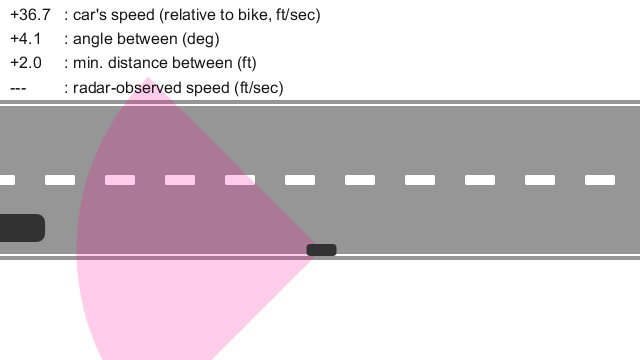 +36.7 : car's speed (relative to bike, ft/sec)
+4.1 : angle between (deg)
+2.0 : min. distance between (ft)
--- : radar-observed speed (ft/sec)